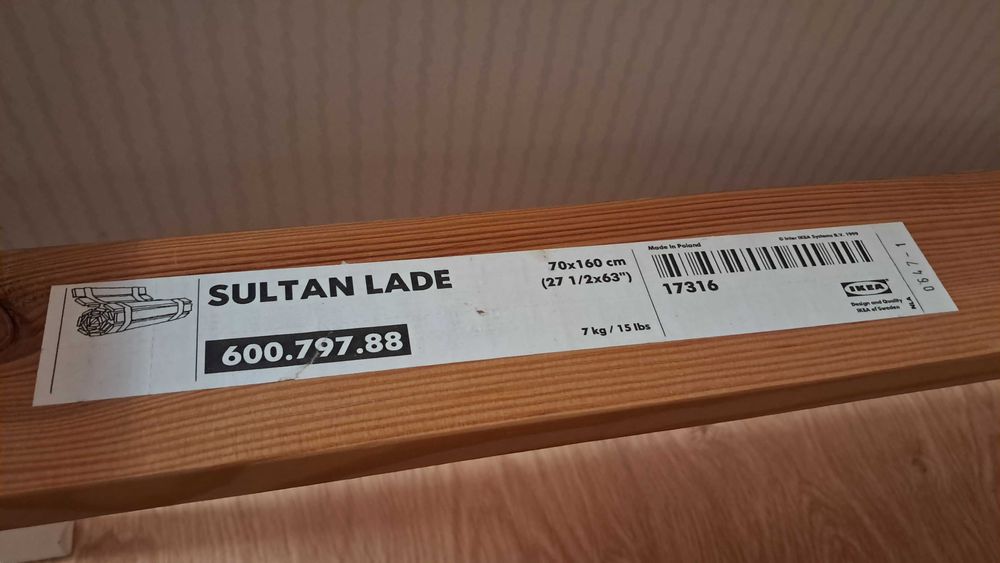 SULTAN LADE
600.797.88
70x160 cm
(27 1/2x63")
7 kg / 15 lbs
Made in Poland
© Inter IKEA Systems B.V. 1999
17316
IKEA
Design and Quality
IKEA of Sweden
0647-1